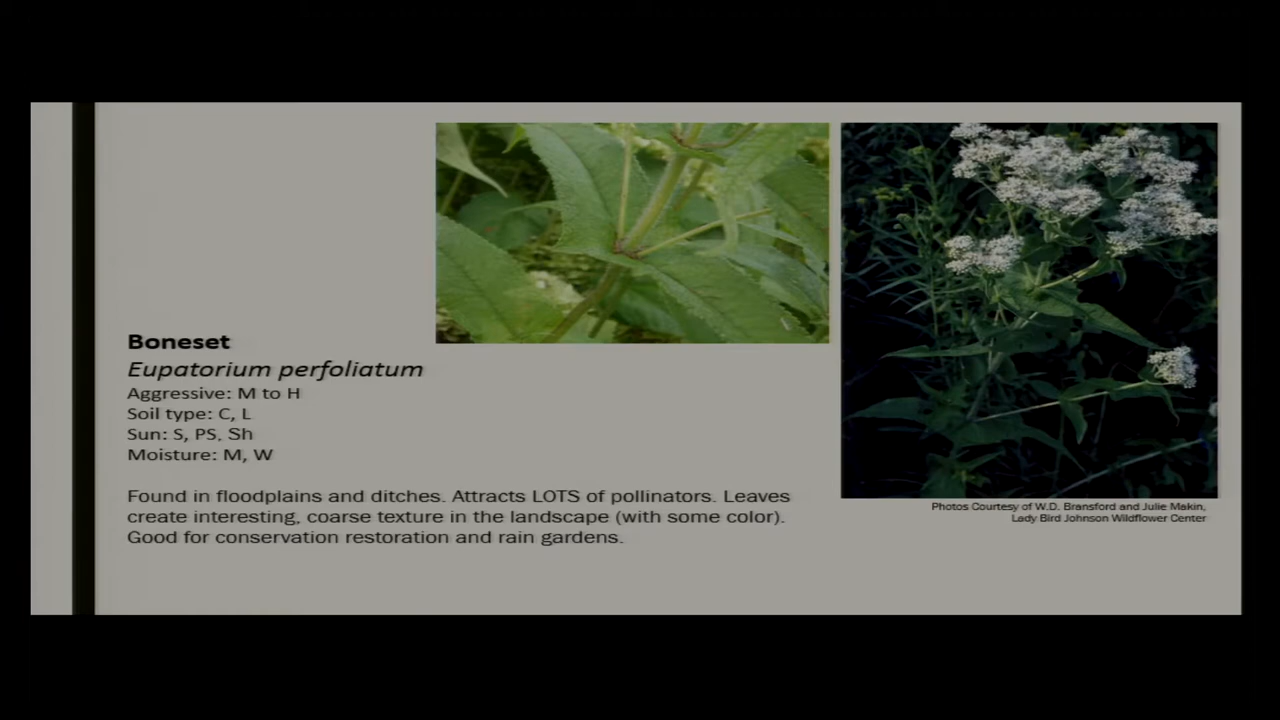 Boneset
Eupatorium perfoliatum
Aggressive: M to H
Soil type: C, L
Sun: S, PS, Sh
Moisture: M, W
Found in floodplains and ditches. Attracts LOTS of pollinators. Leaves
create interesting, coarse texture in the landscape (with some color).
Good for conservation restoration and rain gardens.
Photos Courtesy of W.D. Bransford and Julie Makin,
Lady Bird Johnson Wildflower Center